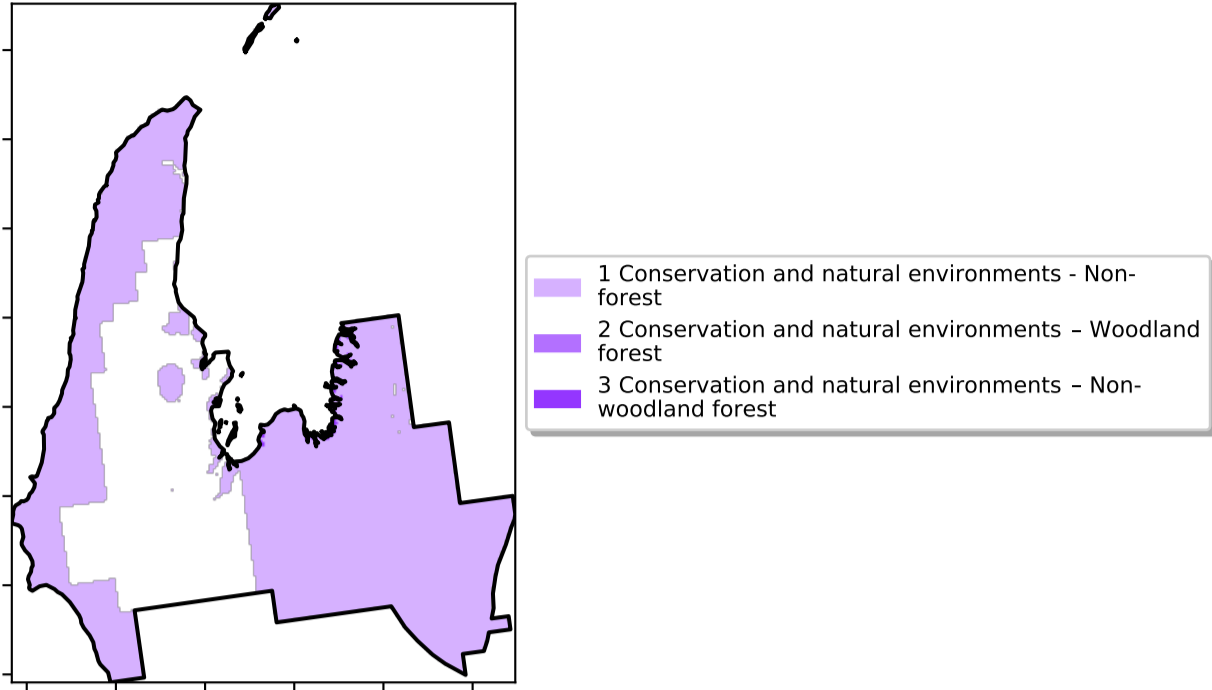 1 Conservation and natural environments - Non-
forest
2 Conservation and natural environments – Woodland
forest
3 Conservation and natural environments – Non-
woodland forest